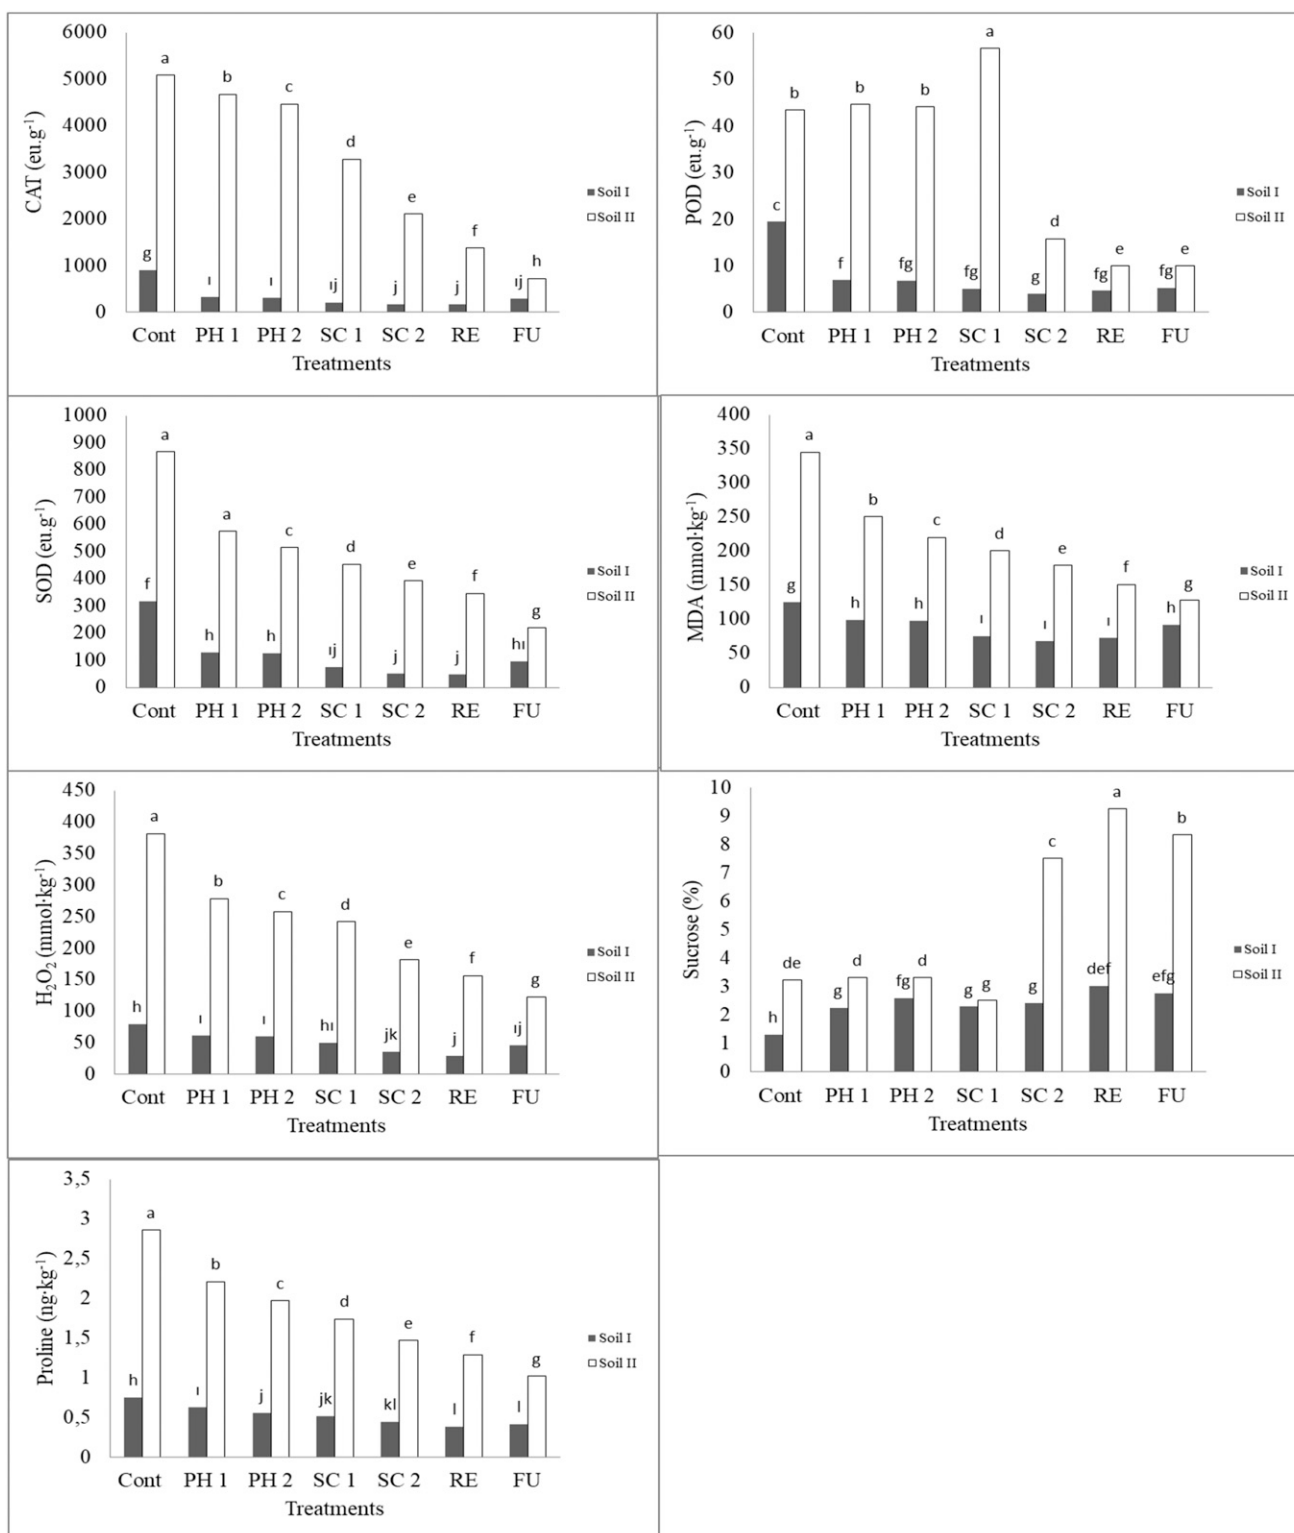 6000
5000
4000
3000
2000
1000
0
CAT (eu.g⁻¹)
a
b
c
d
e
f
g
h
ı
ı
ıj
j
j
ıj
Cont PH 1 PH 2 SC 1 SC 2 RE FU
Treatments
Soil I
Soil II
60
50
40
30
20
10
0
POD (eu.g⁻¹)
a
b
b
b
c
d
e
e
f
fg
fg
g
fg
fg
Cont PH 1 PH 2 SC 1 SC 2 RE FU
Treatments
Soil I
Soil II
1000
900
800
700
600
500
400
300
200
100
0
SOD (eu.g⁻¹)
a
a
c
d
e
f
g
f
h
h
ıj
j
j
hı
Cont PH 1 PH 2 SC 1 SC 2 RE FU
Treatments
Soil I
Soil II
400
350
300
250
200
150
100
50
0
MDA (mmol·kg⁻¹)
a
b
c
d
e
f
g
g
h
h
ı
ı
ı
h
Cont PH 1 PH 2 SC 1 SC 2 RE FU
Treatments
Soil I
Soil II
450
400
350
300
250
200
150
100
50
0
H₂O₂ (mmol·kg⁻¹)
a
b
c
d
e
f
g
h
ı
ı
hı
jk
j
ıj
Cont PH 1 PH 2 SC 1 SC 2 RE FU
Treatments
Soil I
Soil II
10
9
8
7
6
5
4
3
2
1
0
Sucrose (%)
a
b
c
de
d
d
def
efg
g
fg
g
g
g
h
Cont PH 1 PH 2 SC 1 SC 2 RE FU
Treatments
Soil I
Soil II
3,5
3
2,5
2
1,5
1
0,5
0
Proline (ng·kg⁻¹)
a
b
c
d
e
f
g
h
ı
j
jk
kl
l
l
Cont PH 1 PH 2 SC 1 SC 2 RE FU
Treatments
Soil I
Soil II